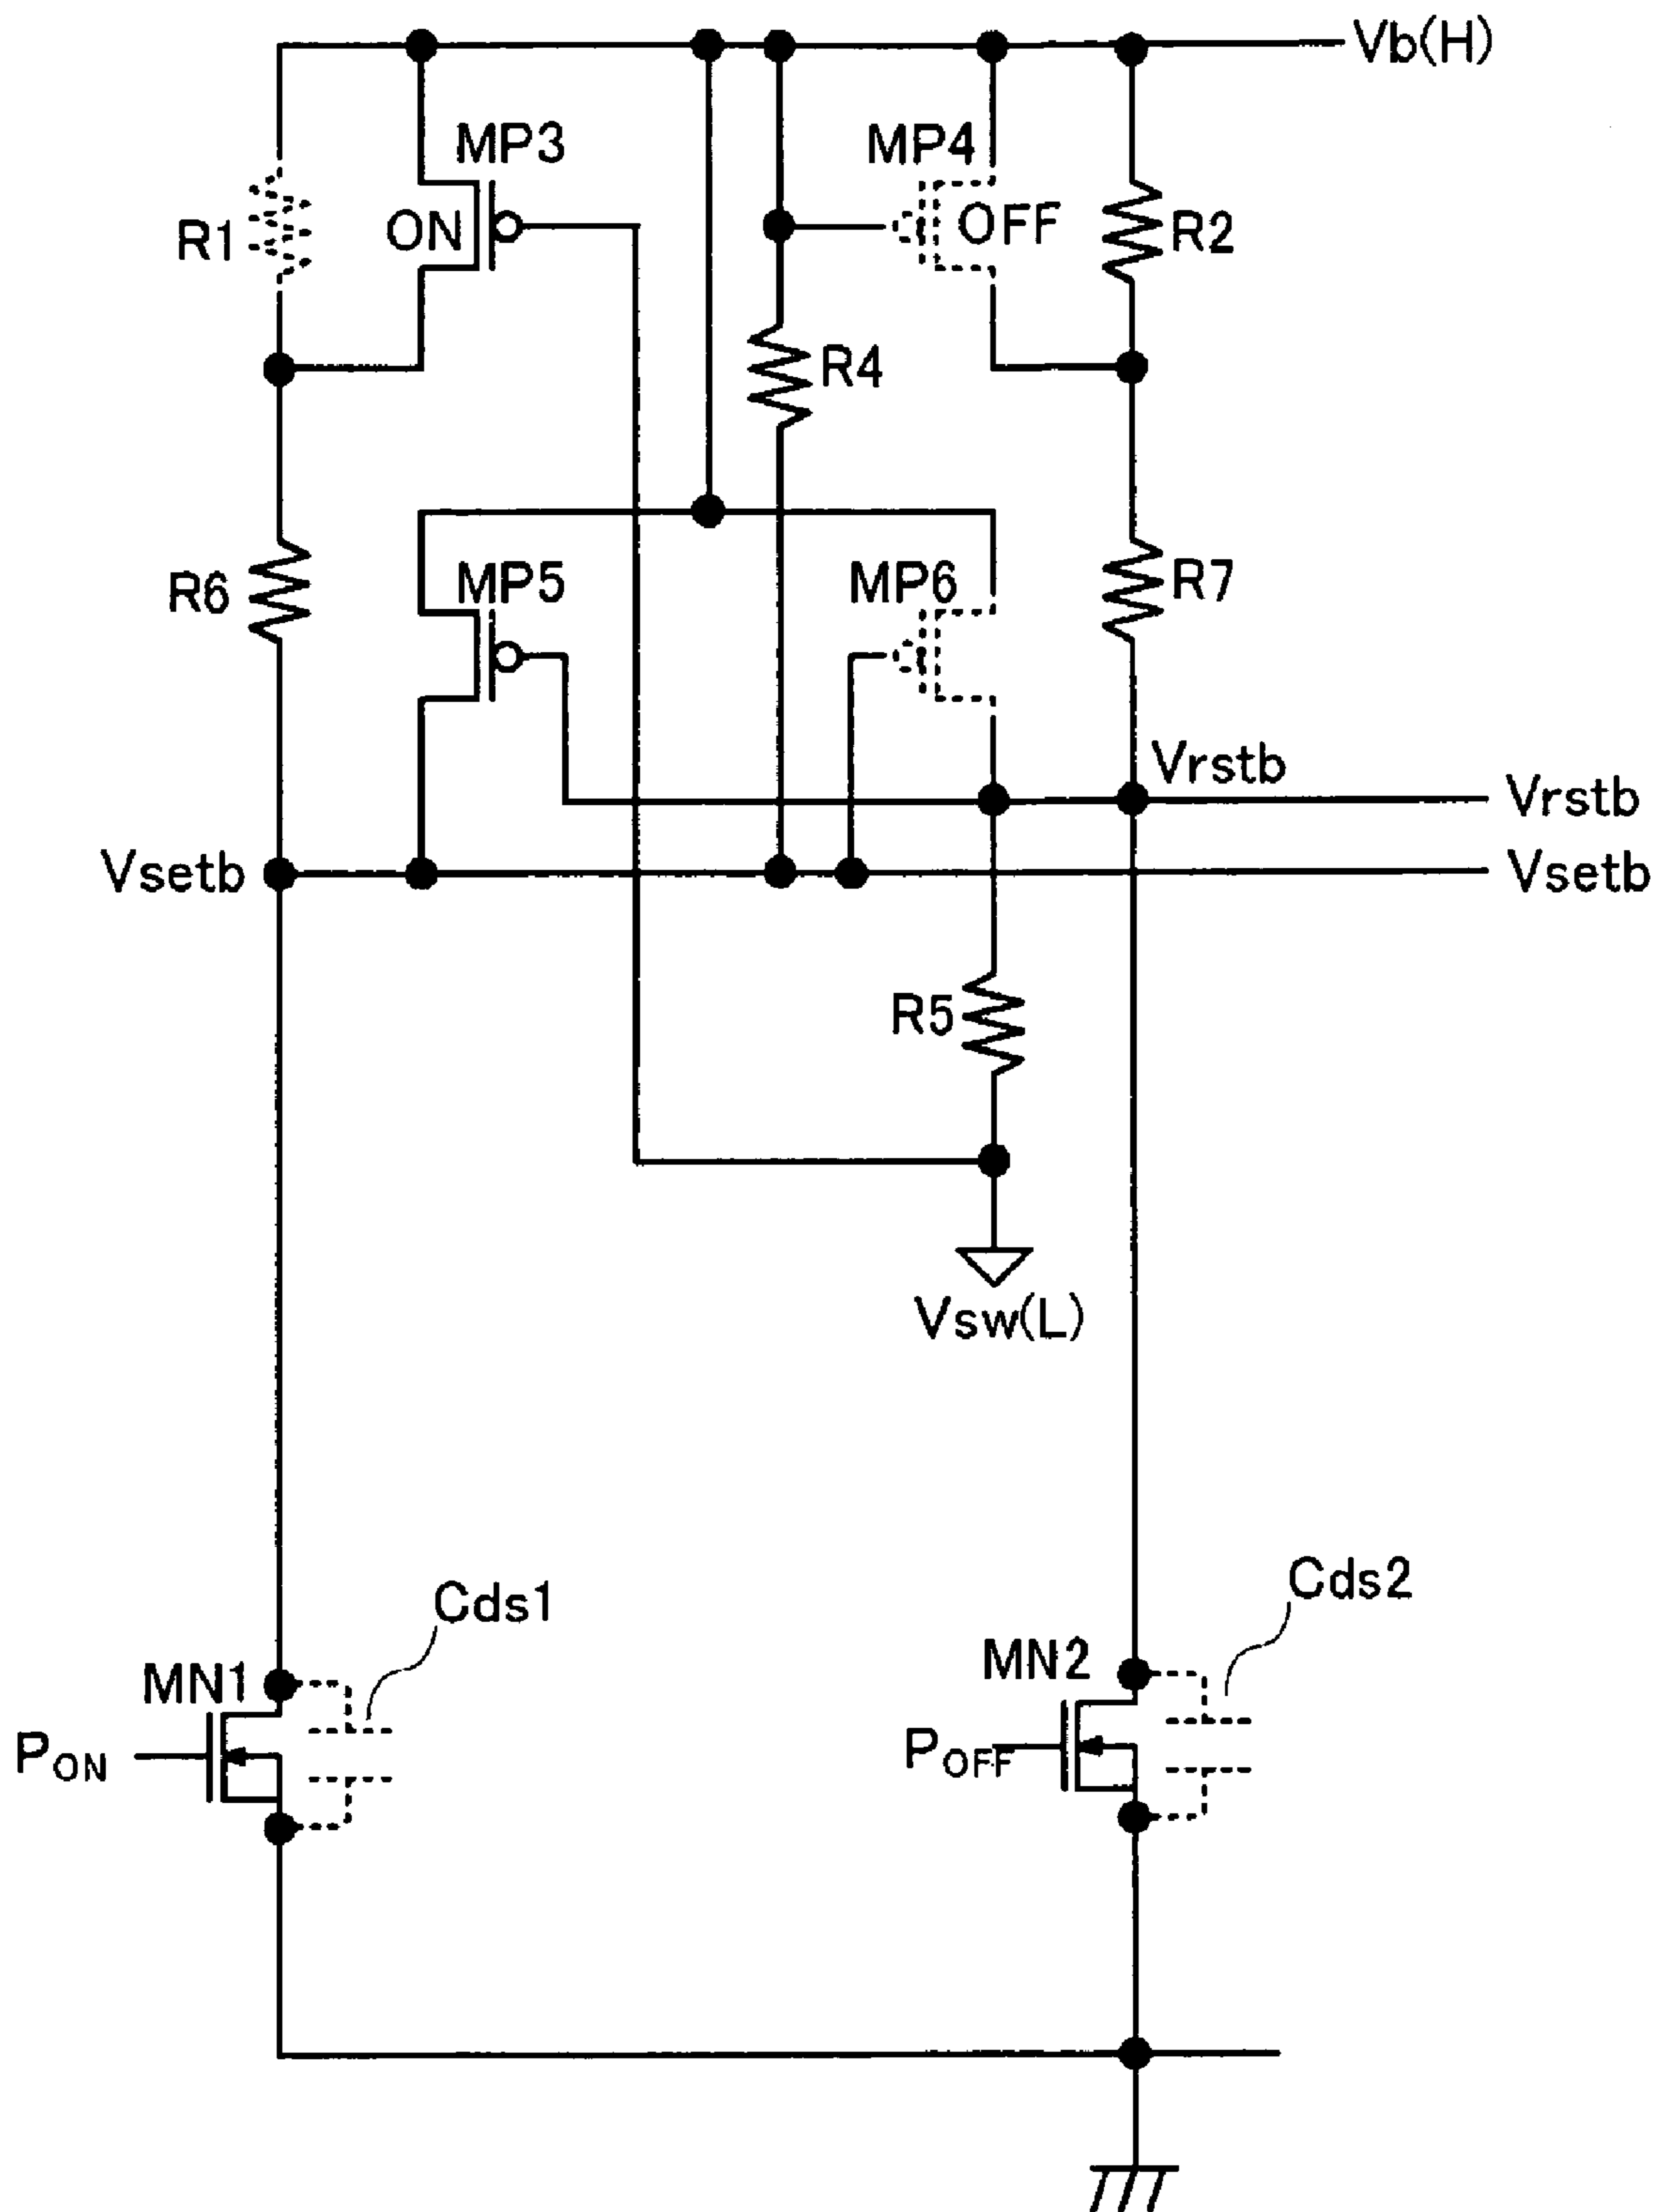 Vb(H)
MP3
MP4
R1
ON
OFF
R2
R4
R6
MP5
MP6
R7
Vrstb
Vrstb
Vsetb
Vsetb
R5
Vsw(L)
Cds1
Cds2
MN1
MN2
PON
POFF